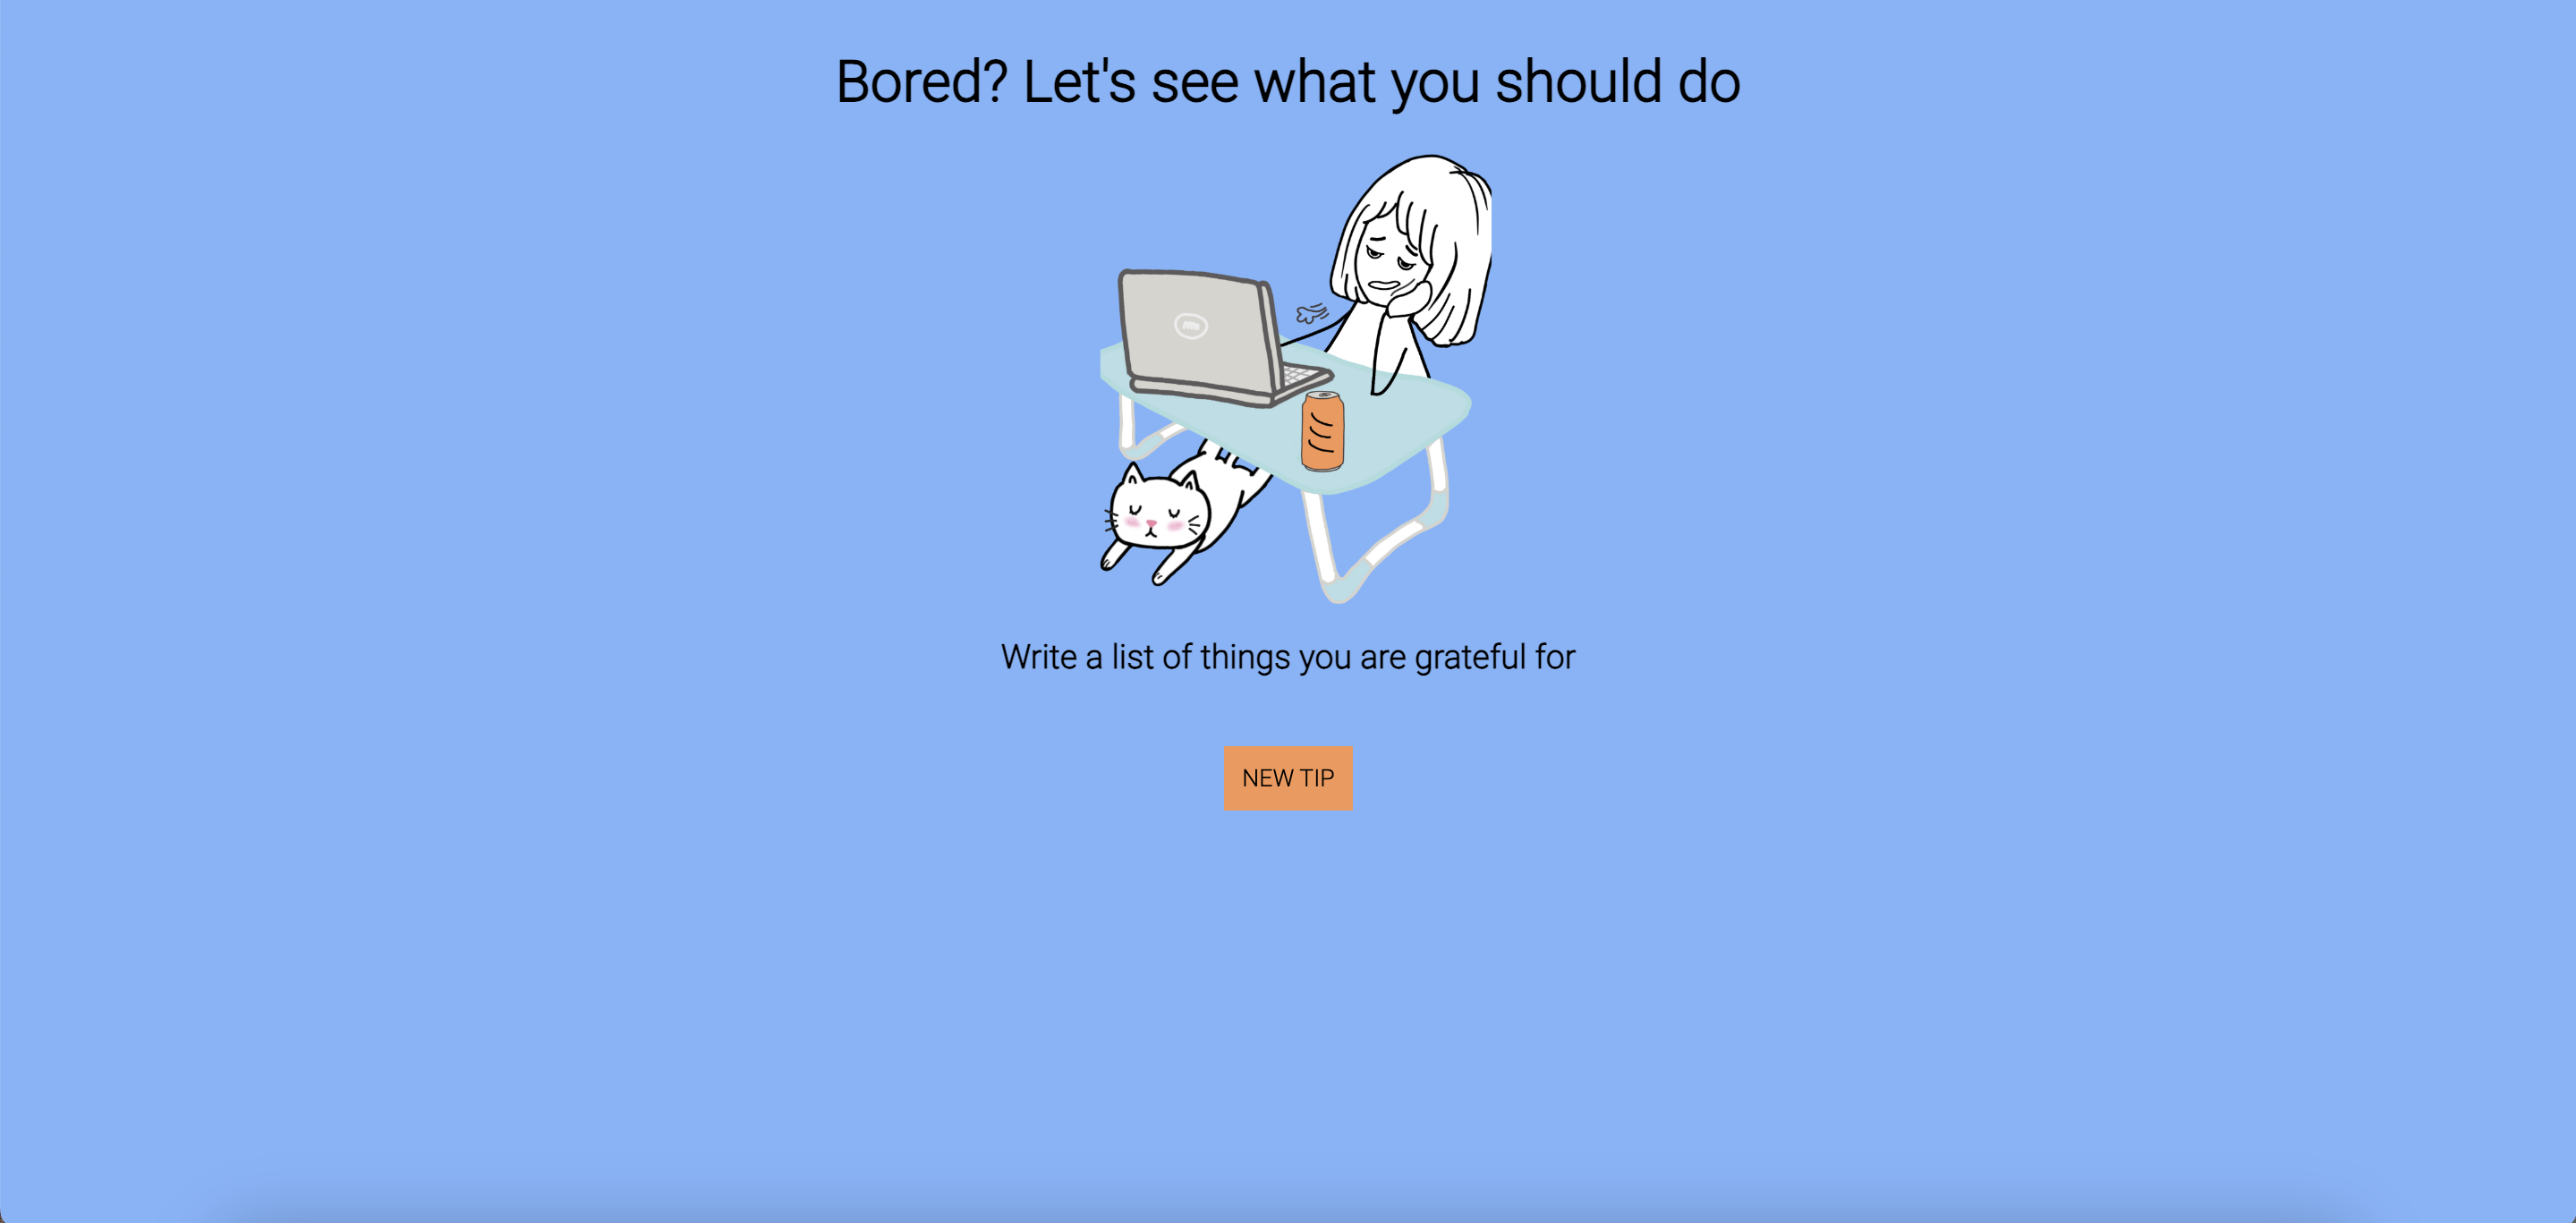 Bored? Let's see what you should do
Write a list of things you are grateful for
NEW TIP